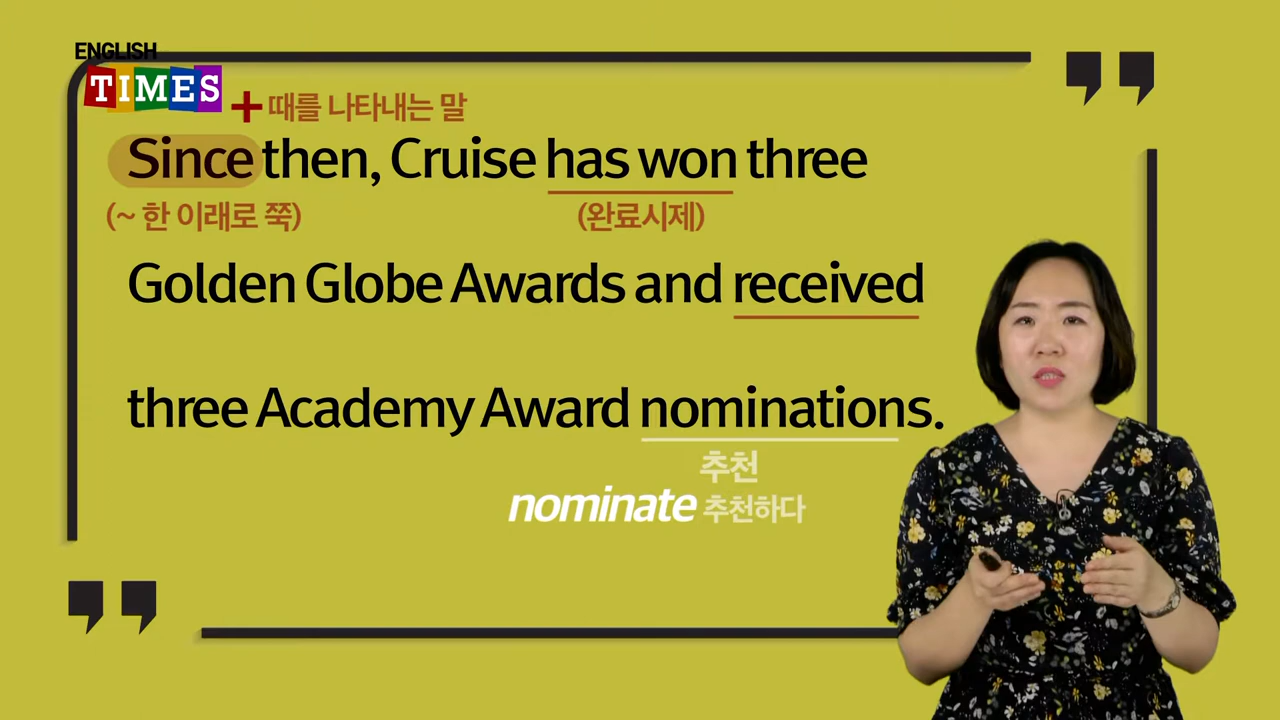 ENGLISH
TIMES
+ 때를 나타내는 말
Since then, Cruise has won three
(~ 한 이래로 쭉) (완료시제)
Golden Globe Awards and received
three Academy Award nominations.
추천
nominate 추천하다